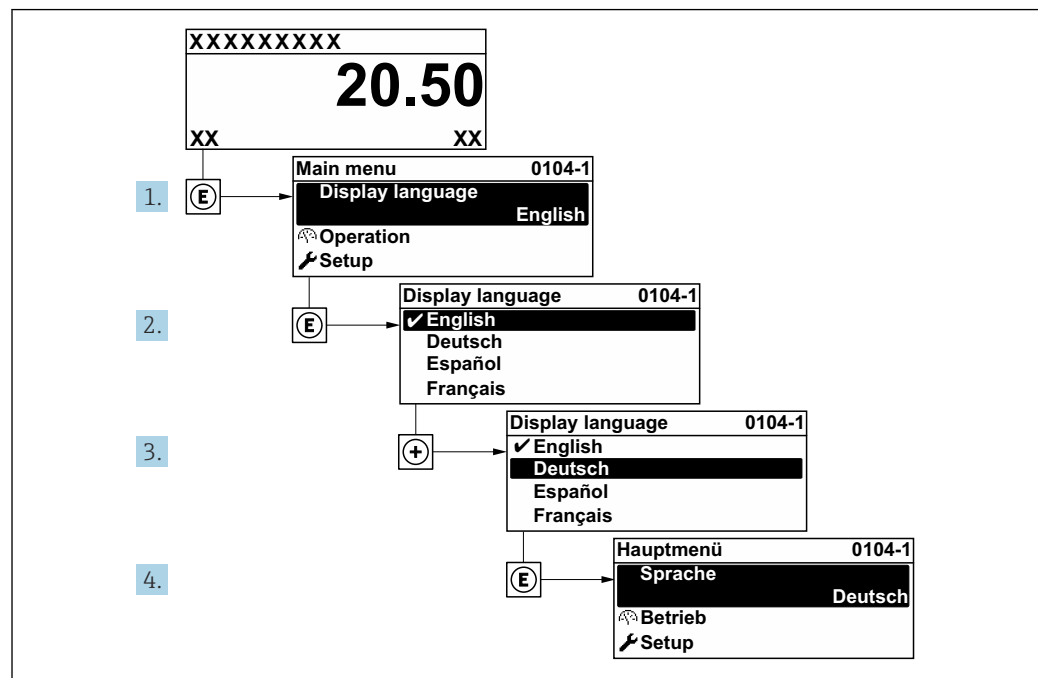 XXXXXXXXX
20.50
XX XX
1. E
Main menu 0104-1
Display language
English
Operation
Setup
2. E
Display language 0104-1
✔ English
Deutsch
Español
Français
3. +
Display language 0104-1
✔ English
Deutsch
Español
Français
4. E
Hauptmenü 0104-1
Sprache
Deutsch
Betrieb
Setup